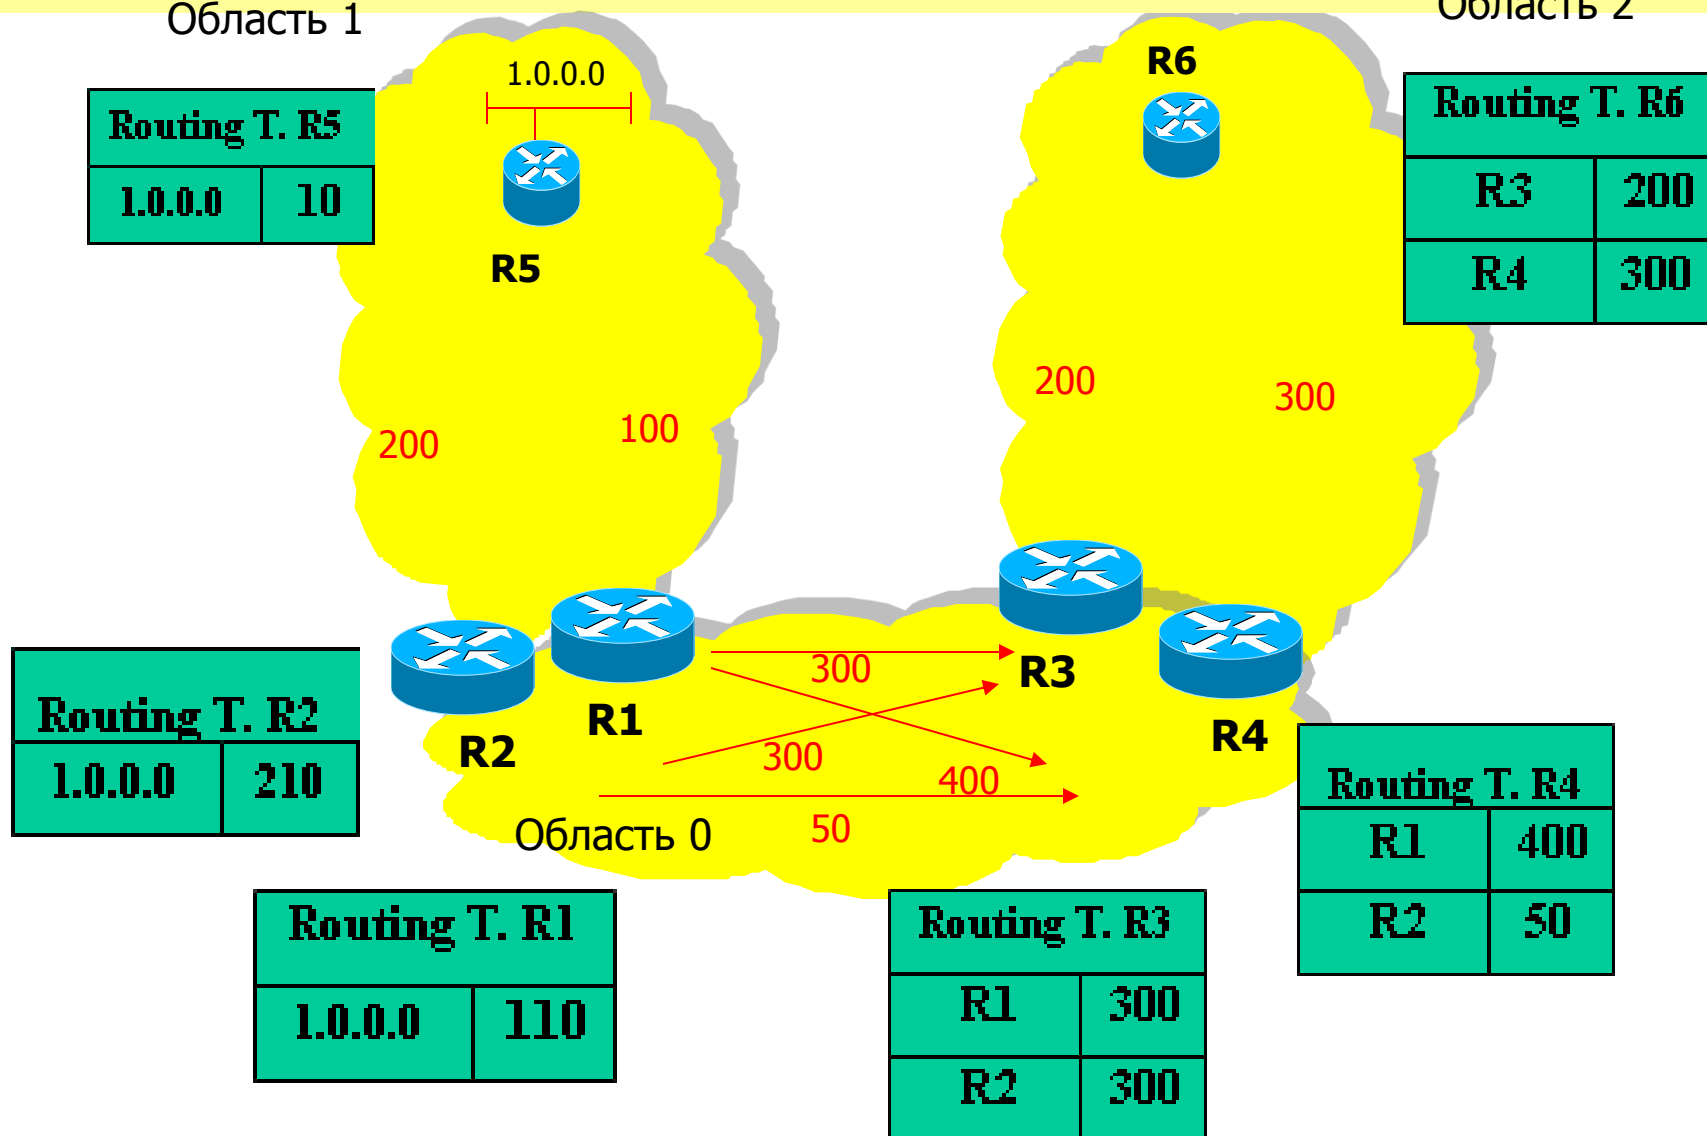 Область 1
Область 2
1.0.0.0
R6
Routing T. R5
1.0.0.0 10
Routing T. R6
R3 200
R4 300
R5
200
300
200
100
300
R3
R1
R2
R4
300
400
50
Область 0
Routing T. R2
1.0.0.0 210
Routing T. R4
R1 400
R2 50
Routing T. R1
1.0.0.0 110
Routing T. R3
R1 300
R2 300